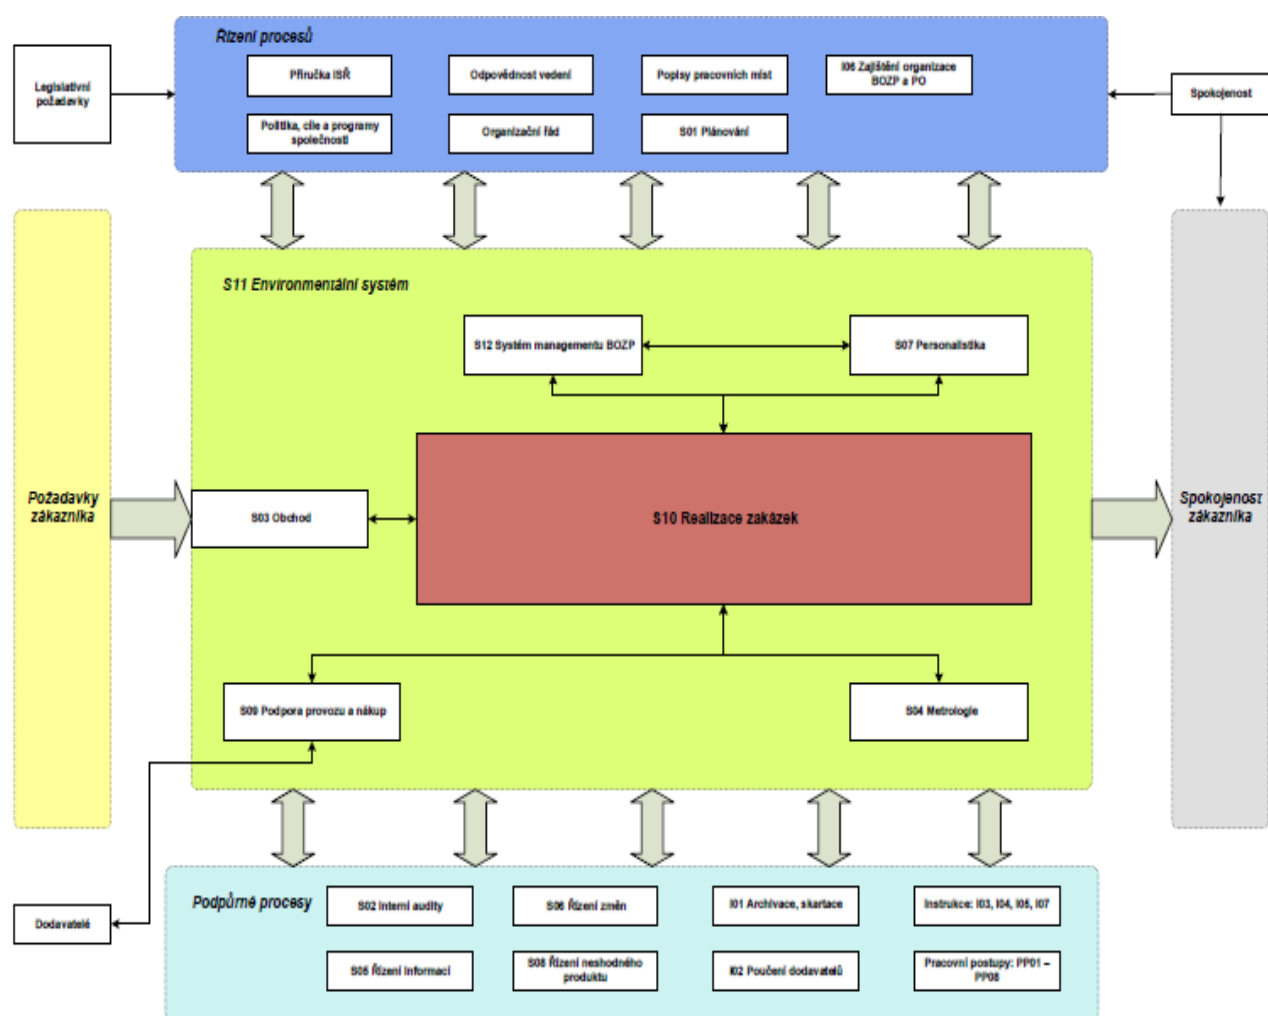 Řízení procesů
Legislativní
požadavky
Příručka ISŘ
Odpovědnost vedení
Popisy pracovních míst
I06 Zajištění organizace
BOZP a PO
Spokojenost
Politika, cíle a programy
společnosti
Organizační řád
S01 Plánování
S11 Environmentální systém
S12 Systém managementu BOZP
S07 Personalistika
Požadavky
zákazníka
S03 Obchod
S10 Realizace zakázek
Spokojenost
zákazníka
S09 Podpora provozu a nákup
S04 Metrologie
Podpůrné procesy
S02 Interní audity
S06 Řízení změn
I01 Archivace, skartace
Instrukce: I03, I04, I05, I07
Dodavatelé
S05 Řízení informací
S08 Řízení neshodného
produktu
I02 Poučení dodavatelů
Pracovní postupy: PP01 –
PP08